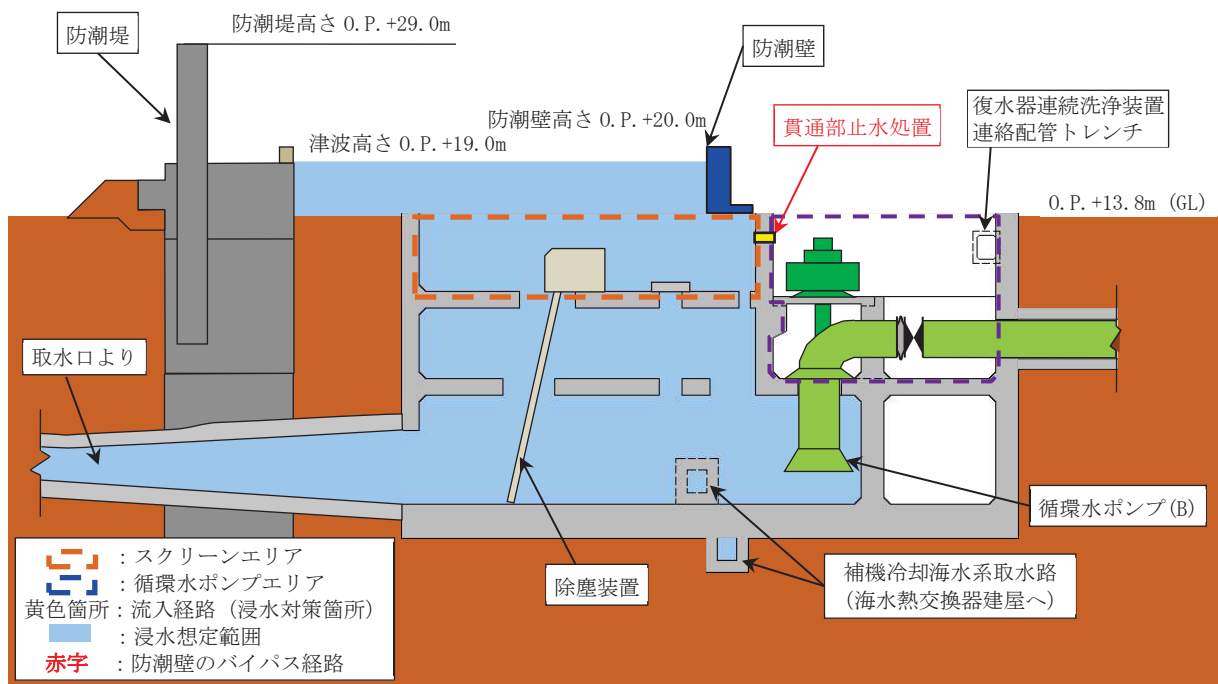 防潮堤
防潮堤高さ O.P.+29.0m
防潮壁
防潮壁高さ O.P.+20.0m
津波高さ O.P.+19.0m
貫通部止水処置
復水器連続洗浄装置
連絡配管トレンチ
O.P.+13.8m (GL)
取水口より
循環水ポンプ(B)
除塵装置
補機冷却海水系取水路
(海水熱交換器建屋へ)
：スクリーンエリア
：循環水ポンプエリア
黄色箇所：流入経路（浸水対策箇所）
：浸水想定範囲
赤字：防潮壁のバイパス経路